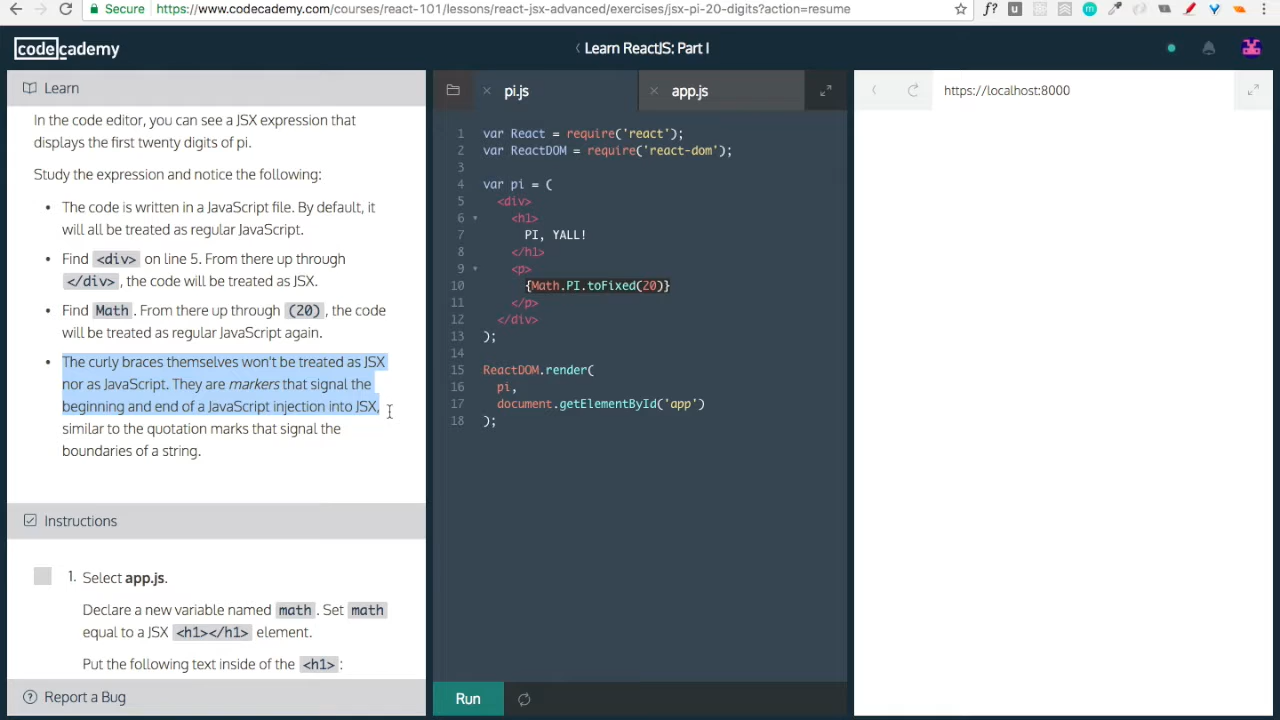 Secure https://www.codecademy.com/courses/react-101/lessons/react-jsx-advanced/exercises/jsx-pi-20-digits?action=resume
codecademy
Learn ReactJS: Part I
Learn
In the code editor, you can see a JSX expression that
displays the first twenty digits of pi.
Study the expression and notice the following:
• The code is written in a JavaScript file. By default, it
will all be treated as regular JavaScript.
• Find <div> on line 5. From there up through
</div>, the code will be treated as JSX.
• Find Math. From there up through (20), the code
will be treated as regular JavaScript again.
• The curly braces themselves won't be treated as JSX
nor as JavaScript. They are markers that signal the
beginning and end of a JavaScript injection into JSX,
similar to the quotation marks that signal the
boundaries of a string.
Instructions
1. Select app.js.
Declare a new variable named math. Set math
equal to a JSX <h1></h1> element.
Put the following text inside of the <h1>:
Report a Bug
pi.js
app.js
1 var React = require('react');
2 var ReactDOM = require('react-dom');
3
4 var pi = (
5 <div>
6 <h1>
7 PI, YALL!
8 </h1>
9 <p>
10 {Math.PI.toFixed(20)}
11 </p>
12 </div>
13 );
14
15 ReactDOM.render(
16 pi,
17 document.getElementById('app')
18 );
Run
https://localhost:8000